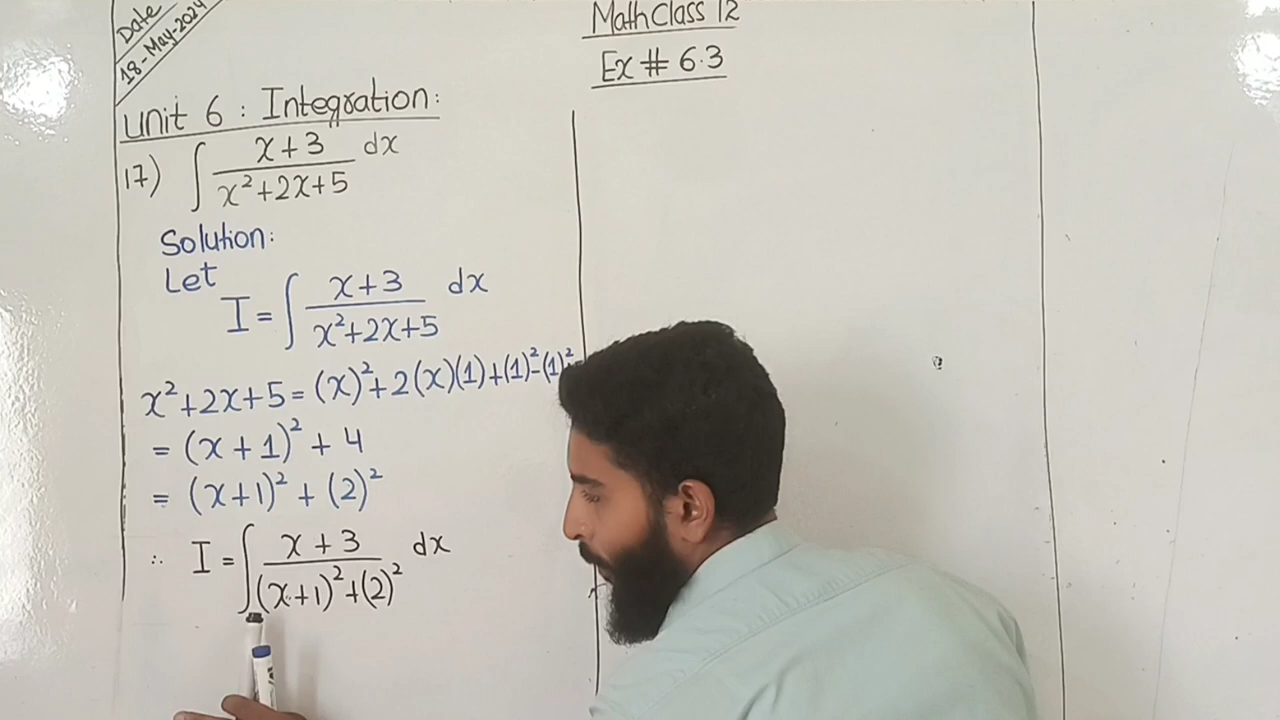 Date
18-May-2024
Math Class 12
Ex # 6.3
Unit 6 : Integration:
17) ∫ x+3 / x²+2x+5 dx
Solution:
Let
I = ∫ x+3 / x²+2x+5 dx
x²+2x+5 = (x)²+2(x)(1)+(1)²-(1)²
= (x+1)² + 4
= (x+1)² + (2)²
∴ I = ∫ x+3 / (x+1)²+(2)² dx